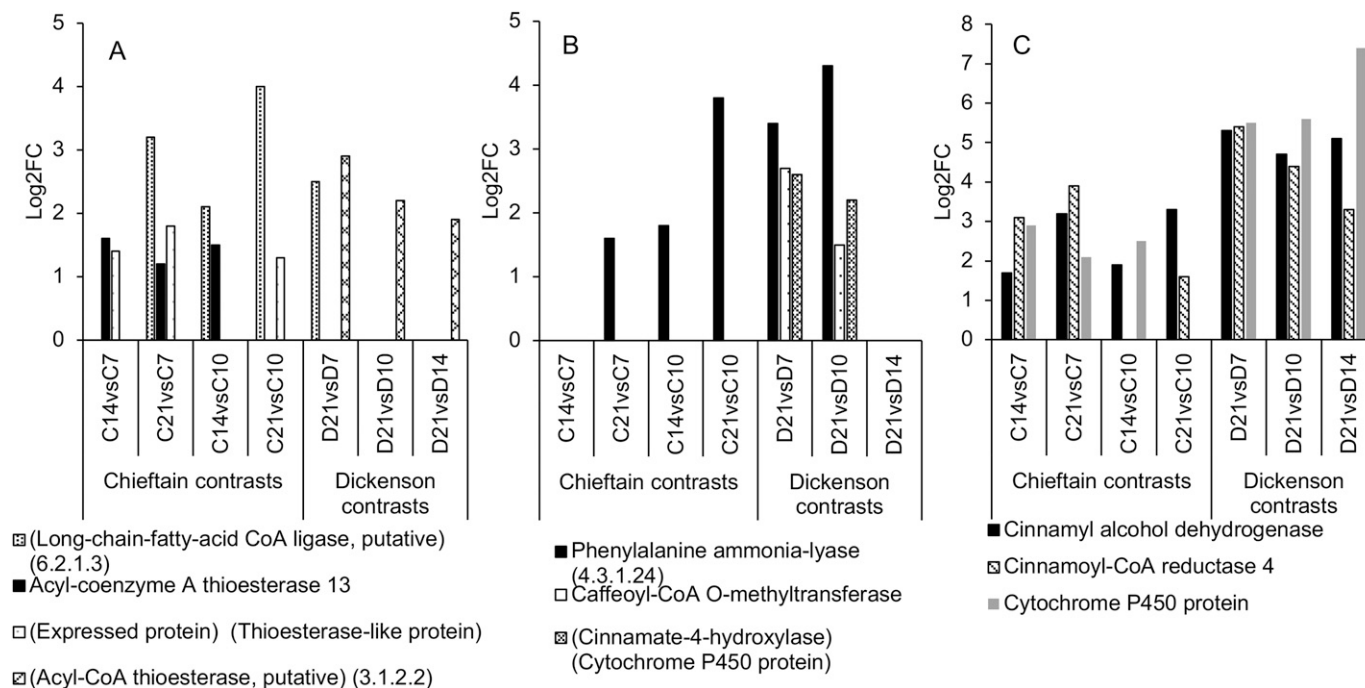 A
Log2FC
5
4
3
2
1
0
C14vsC7
C21vsC7
C14vsC10
C21vsC10
D21vsD7
D21vsD10
D21vsD14
Chieftain contrasts
Dickenson
contrasts
(Long-chain-fatty-acid CoA ligase, putative)
(6.2.1.3)
Acyl-coenzyme A thioesterase 13
(Expressed protein) (Thioesterase-like protein)
(Acyl-CoA thioesterase, putative) (3.1.2.2)
B
Log2FC
5
4
3
2
1
0
C14vsC7
C21vsC7
C14vsC10
C21vsC10
D21vsD7
D21vsD10
D21vsD14
Chieftain contrasts
Dickenson
contrasts
Phenylalanine ammonia-lyase
(4.3.1.24)
Caffeoyl-CoA O-methyltransferase
(Cinnamate-4-hydroxylase)
(Cytochrome P450 protein)
C
Log2FC
8
7
6
5
4
3
2
1
0
C14vsC7
C21vsC7
C14vsC10
C21vsC10
D21vsD7
D21vsD10
D21vsD14
Chieftain contrasts
Dickenson
contrasts
Cinnamyl alcohol dehydrogenase
Cinnamoyl-CoA reductase 4
Cytochrome P450 protein